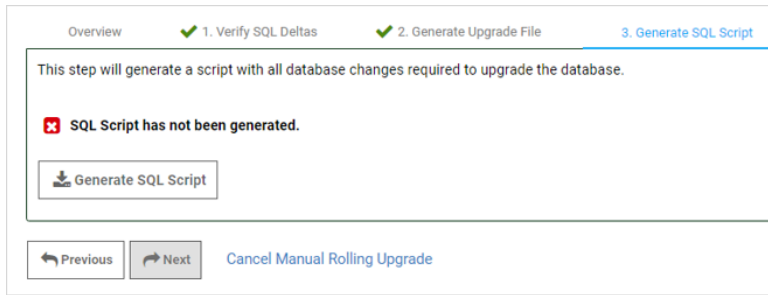 Overview 1. Verify SQL Deltas 2. Generate Upgrade File 3. Generate SQL Script
This step will generate a script with all database changes required to upgrade the database.
SQL Script has not been generated.
Generate SQL Script
Previous Next Cancel Manual Rolling Upgrade